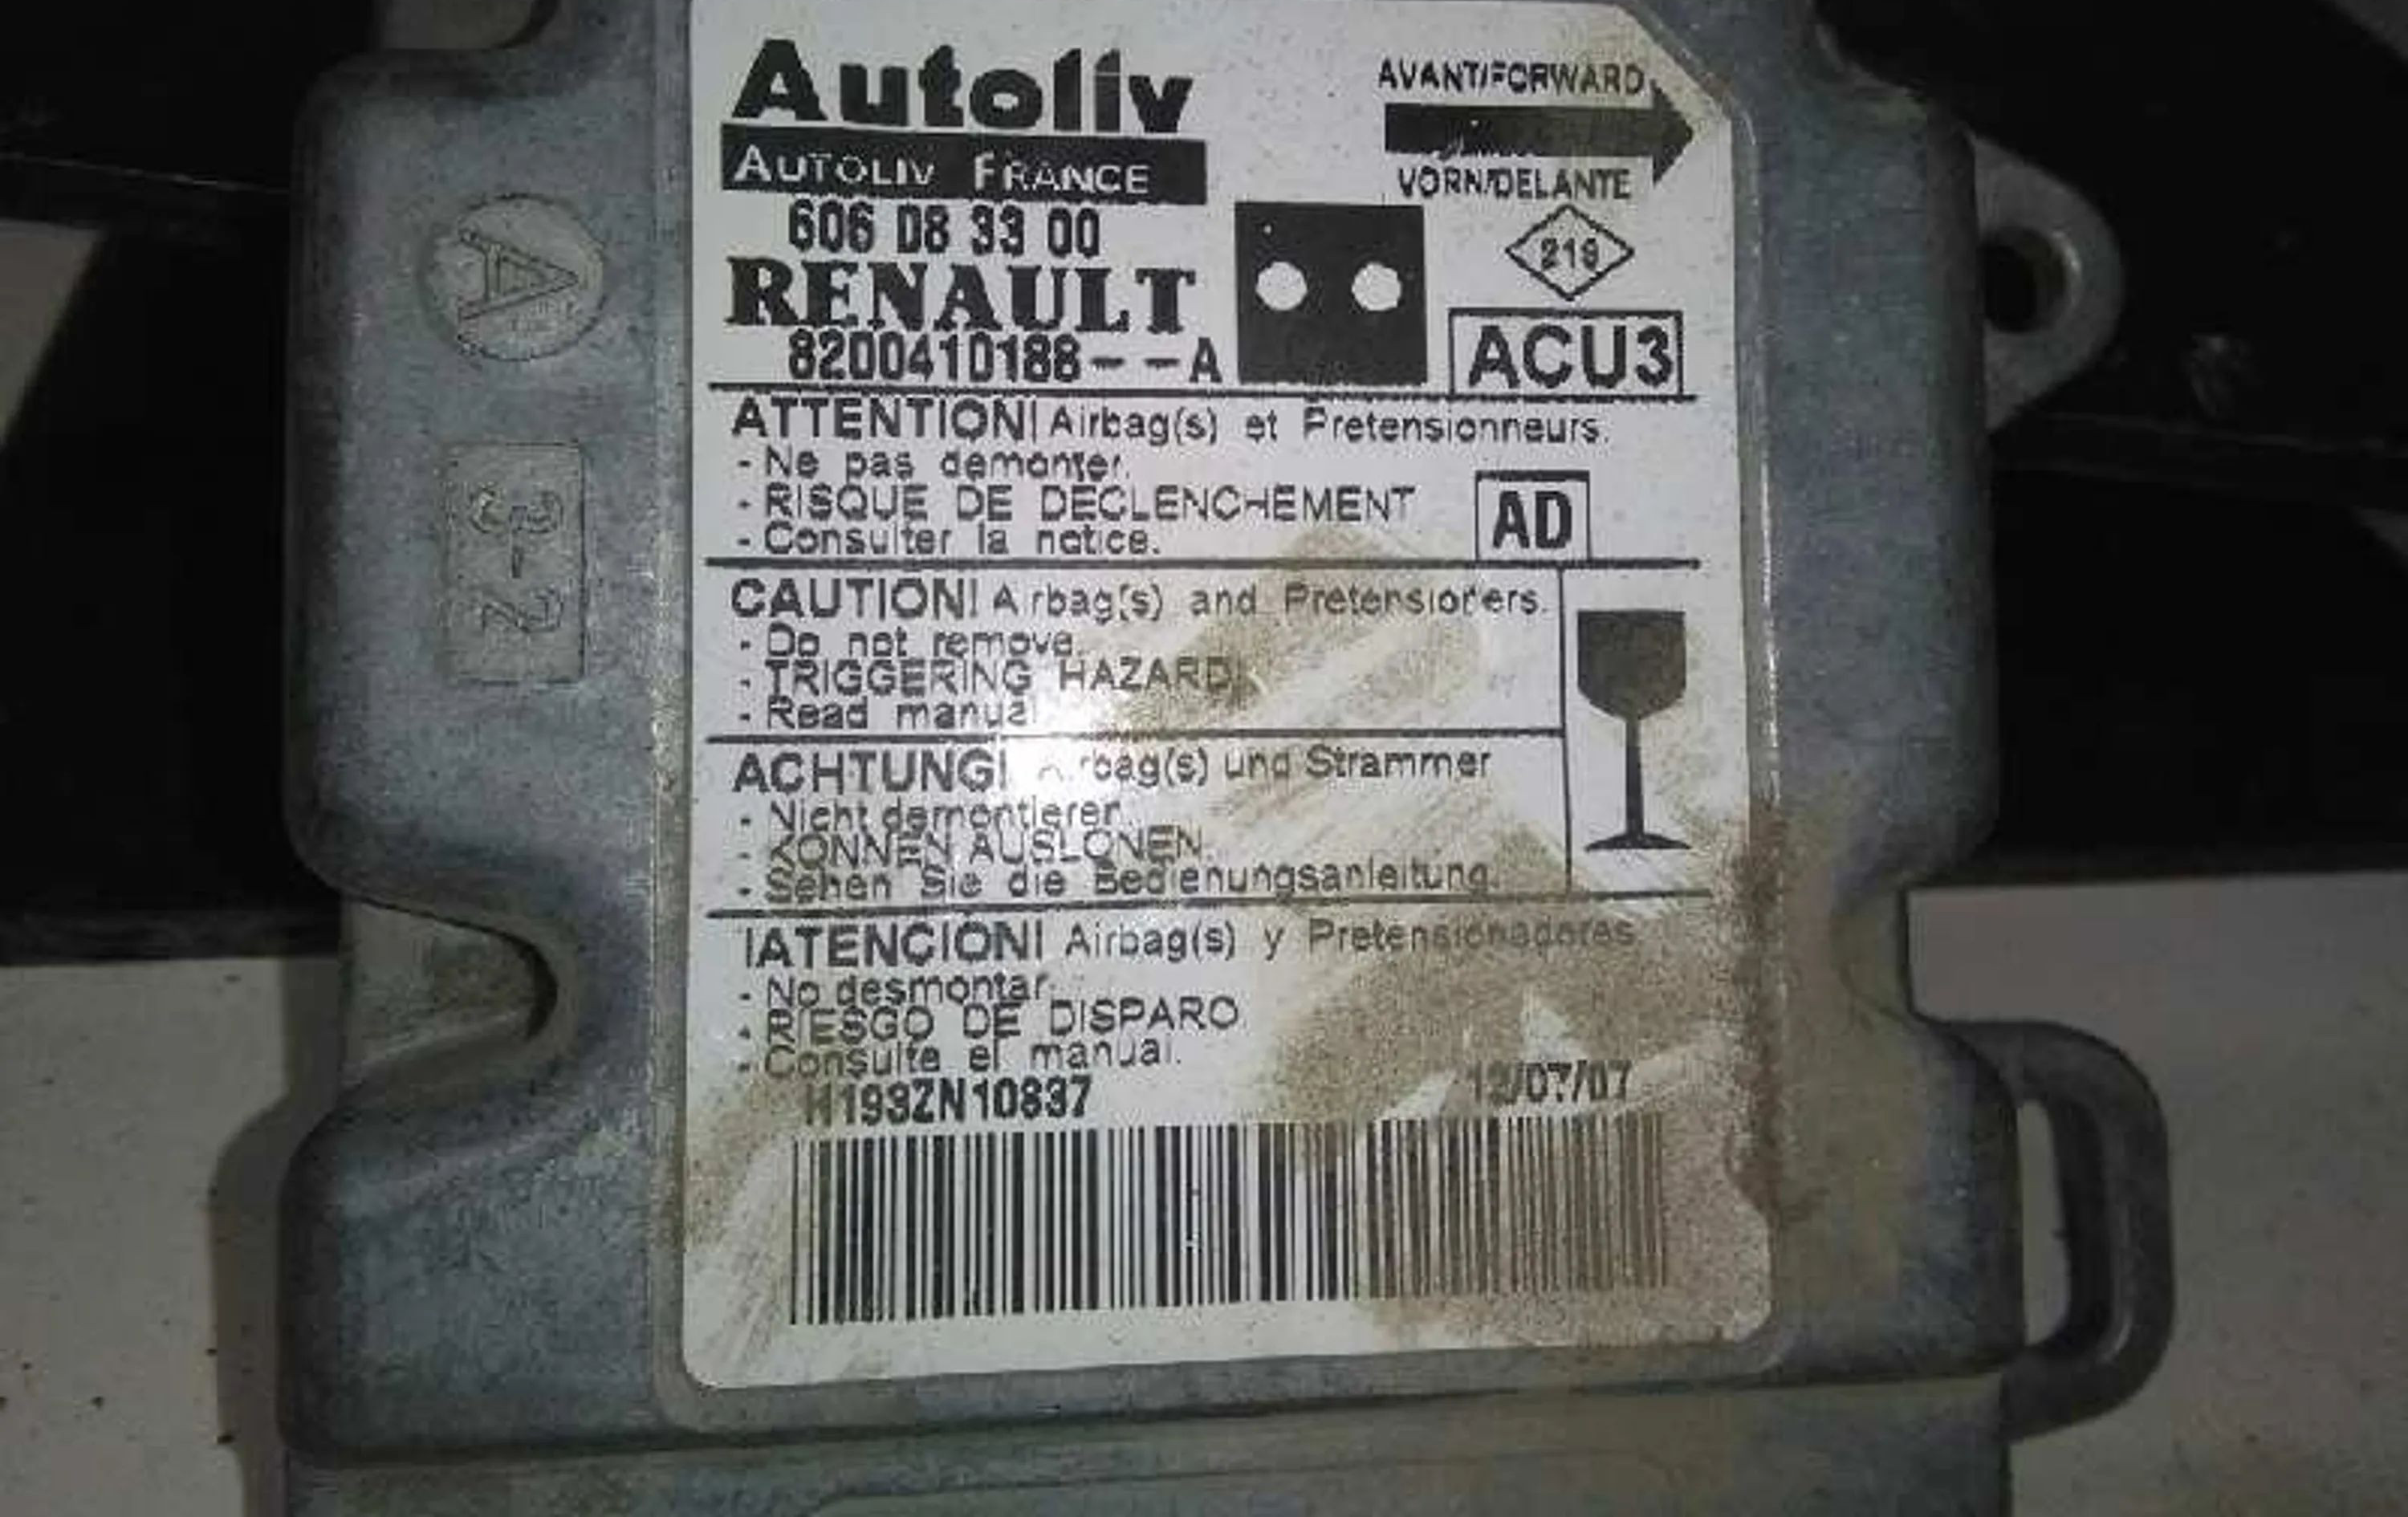 Autoliv
AUTOLIV FRANCE
606 08 33 00
RENAULT
8200410188--A
AVANT/FORWARD
VORN/DELANTE
219
ACU3
ATTENTION! Airbag(s) et Pretensionneurs.
- Ne pas demonter.
- RISQUE DE DECLENCHEMENT
- Consulter la notice.
AD
CAUTION! Airbag(s) and Pretensioners.
- Do not remove.
- TRIGGERING HAZARD
- Read manual
ACHTUNG! Airbag(s) und Strammer
- Nicht demontieren.
- KONNEN AUSLONEN.
- Sehen Sie die Bedienungsanleitung.
!ATENCION! Airbag(s) y Pretensionadores
- No desmontar.
- RIESGO DE DISPARO
- Consulte el manual.
H193ZN10837
12/07/07
A
3-2